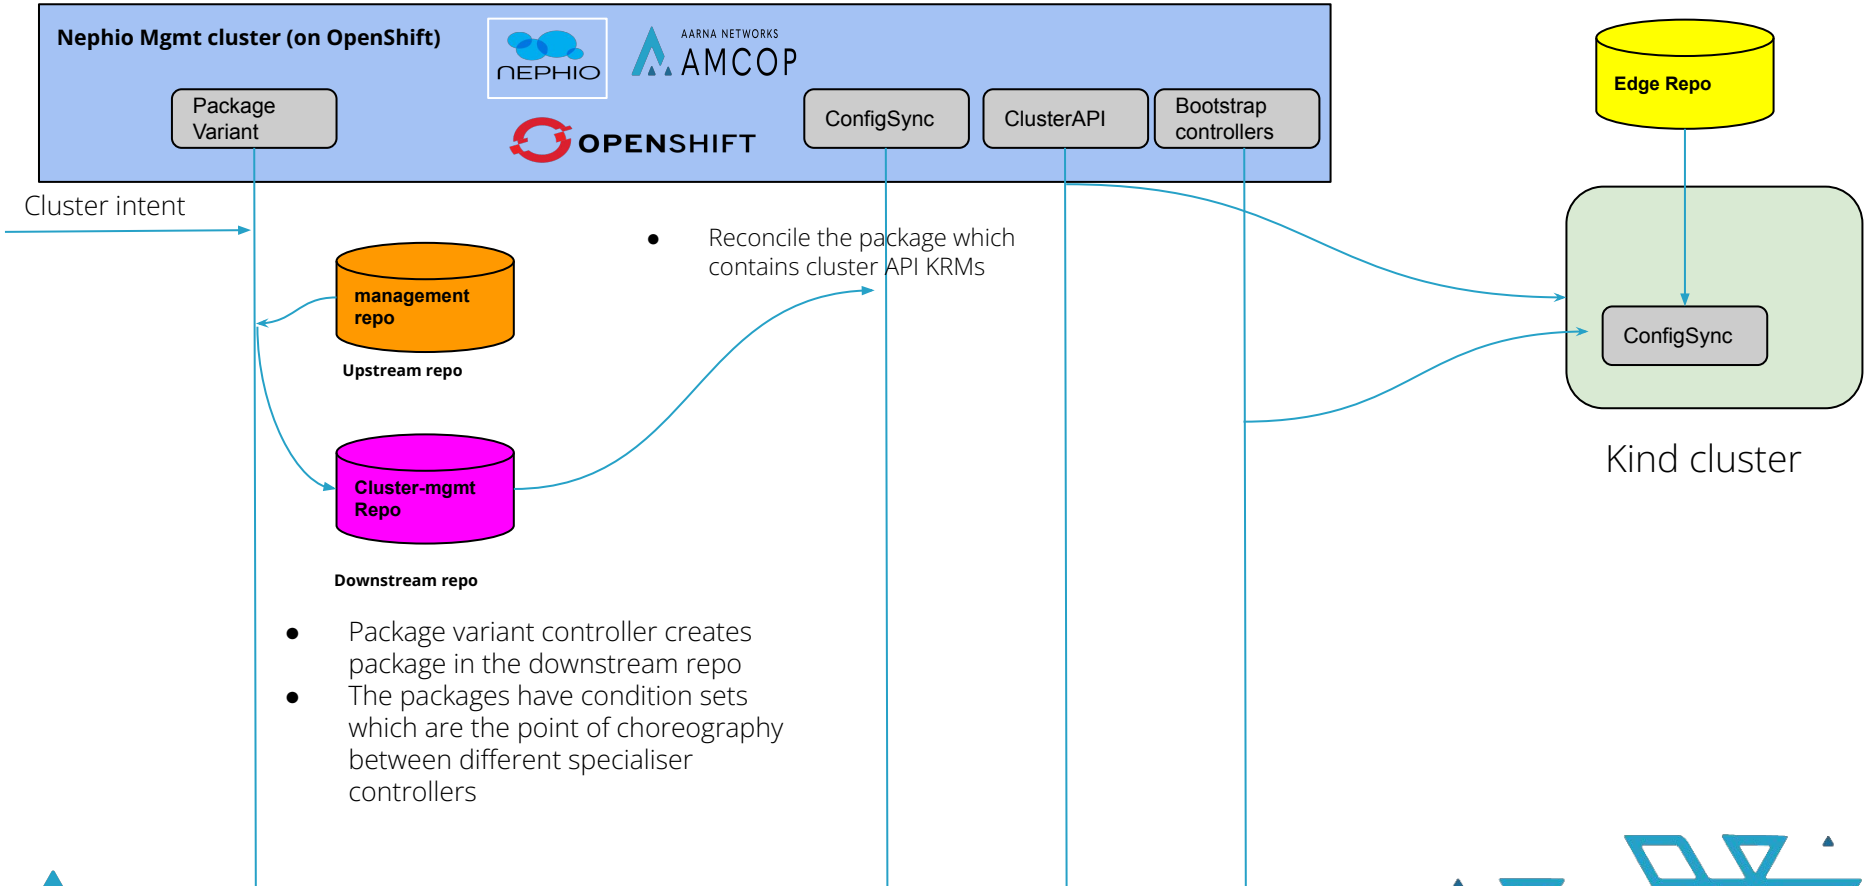 Nephio Mgmt cluster (on OpenShift)
NEPHIO
AARNA NETWORKS
AMCOP
OPENSHIFT
Package
Variant
ConfigSync
ClusterAPI
Bootstrap
controllers
Edge Repo
Cluster intent
● Reconcile the package which
contains cluster API KRMs
management
repo
Upstream repo
ConfigSync
Kind cluster
Cluster-mgmt
Repo
Downstream repo
● Package variant controller creates
package in the downstream repo
● The packages have condition sets
which are the point of choreography
between different specialiser
controllers